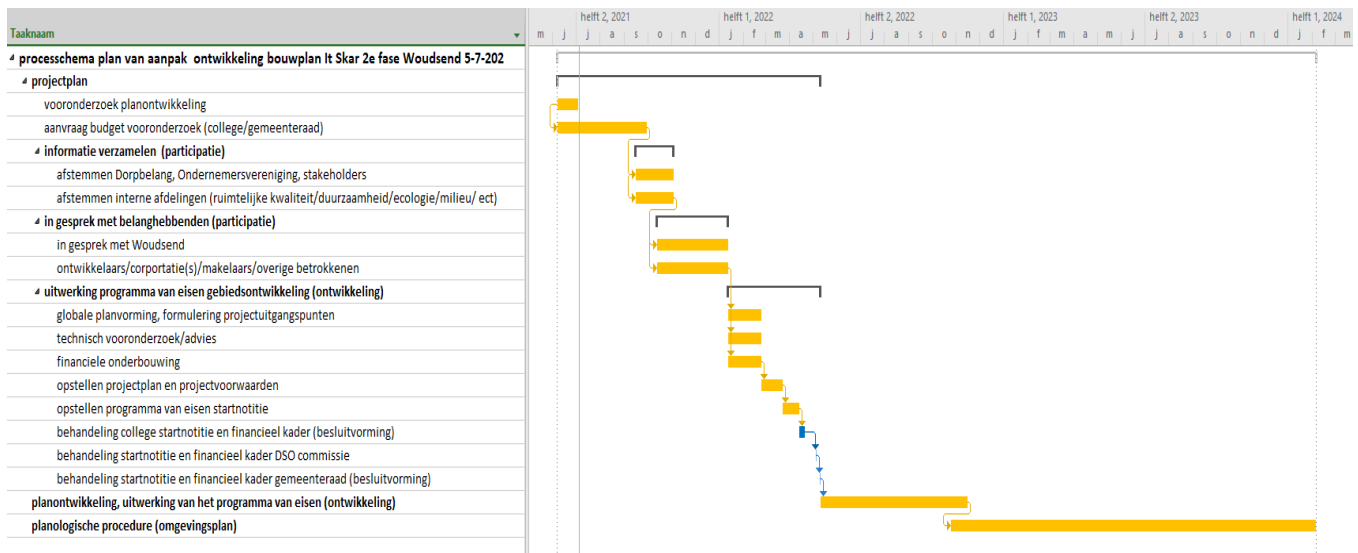 helft 2, 2021 helft 1, 2022 helft 2, 2022 helft 1, 2023 helft 2, 2023 helft 1, 2024
Taaknaam m j j a s o n d j f m a m j j a s o n d j f m a m j j a s o n d j f m
processchema plan van aanpak ontwikkeling bouwplan It Skar 2e fase Woudsend 5-7-202
projectplan
vooronderzoek planontwikkeling
aanvraag budget vooronderzoek (college/gemeenteraad)
informatie verzamelen (participatie)
afstemmen Dorpbelang, Ondernemersvereniging, stakeholders
afstemmen interne afdelingen (ruimtelijke kwaliteit/duurzaamheid/ecologie/milieu/ ect)
in gesprek met belanghebbenden (participatie)
in gesprek met Woudsend
ontwikkelaars/corportatie(s)/makelaars/overige betrokkenen
uitwerking programma van eisen gebiedsontwikkeling (ontwikkeling)
globale planvorming, formulering projectuitgangspunten
technisch vooronderzoek/advies
financiele onderbouwing
opstellen projectplan en projectvoorwaarden
opstellen programma van eisen startnotitie
behandeling college startnotitie en financieel kader (besluitvorming)
behandeling startnotitie en financieel kader DSO commissie
behandeling startnotitie en financieel kader gemeenteraad (besluitvorming)
planontwikkeling, uitwerking van het programma van eisen (ontwikkeling)
planologische procedure (omgevingsplan)